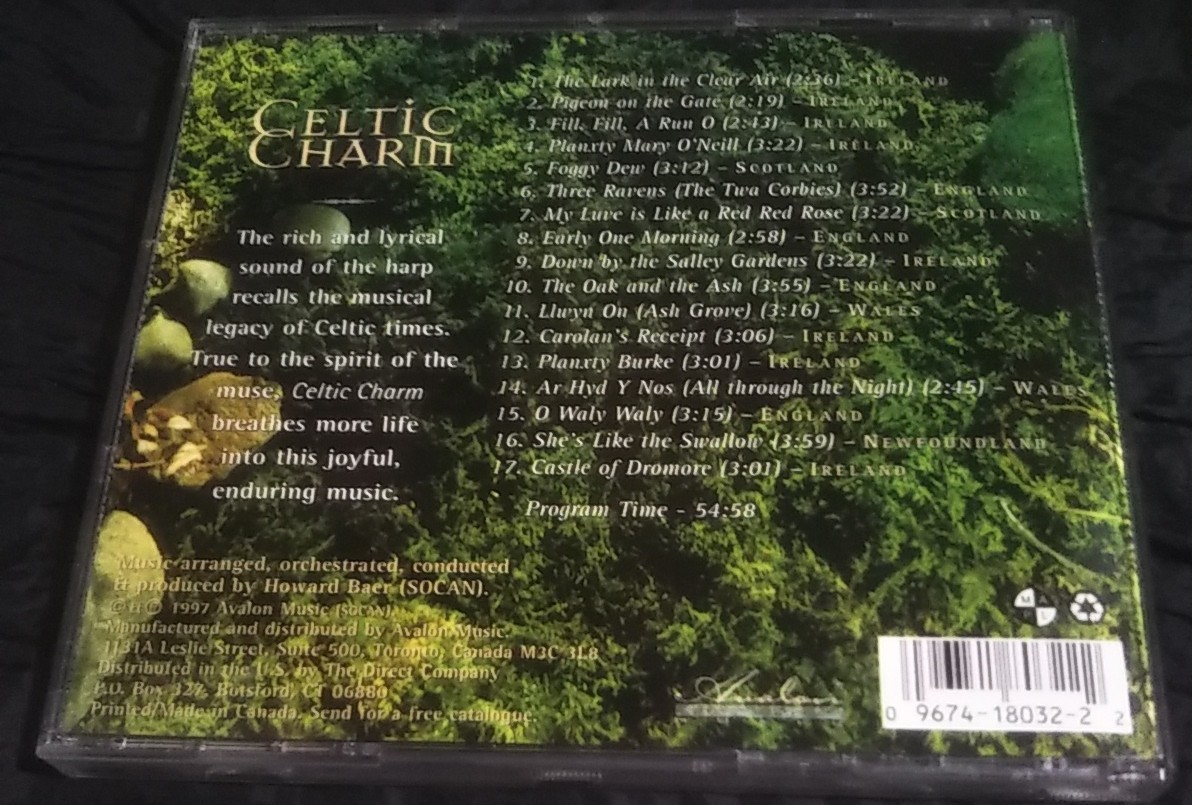 CELTIC
CHARM
The rich and lyrical
sound of the harp
recalls the musical
legacy of Celtic times.
True to the spirit of the
muse, Celtic Charm
breathes more life
into this joyful,
enduring music.
1. The Lark in the Clear Air (2:36) – IRELAND
2. Pigeon on the Gate (2:19) – IRELAND
3. Fill, Fill, A Run O (2:43) – IRELAND
4. Planxty Mary O'Neill (3:22) – IRELAND
5. Foggy Dew (3:12) – SCOTLAND
6. Three Ravens (The Twa Corbies) (3:52) – ENGLAND
7. My Luve is Like a Red Red Rose (3:22) – SCOTLAND
8. Early One Morning (2:58) – ENGLAND
9. Down by the Salley Gardens (3:22) – IRELAND
10. The Oak and the Ash (3:55) – ENGLAND
11. Llwyn On (Ash Grove) (3:16) – WALES
12. Carolan's Receipt (3:06) – IRELAND
13. Planxty Burke (3:01) – IRELAND
14. Ar Hyd Y Nos (All through the Night) (2:45) – WALES
15. O Waly Waly (3:15) – ENGLAND
16. She's Like the Swallow (3:59) – NEWFOUNDLAND
17. Castle of Dromore (3:01) – IRELAND
Program Time - 54:58
Music arranged, orchestrated, conducted
& produced by Howard Baer (SOCAN).
© & ℗ 1997 Avalon Music (SOCAN).
Manufactured and distributed by Avalon Music.
1131A Leslie Street, Suite 500, Toronto, Canada M3C 3L8
Distributed in the U.S. by The Direct Company
P.O. Box 327, Botsford, CT 06880
Printed/Made in Canada. Send for a free catalogue.
Avalon
M A
L
0 9674-18032-2 2